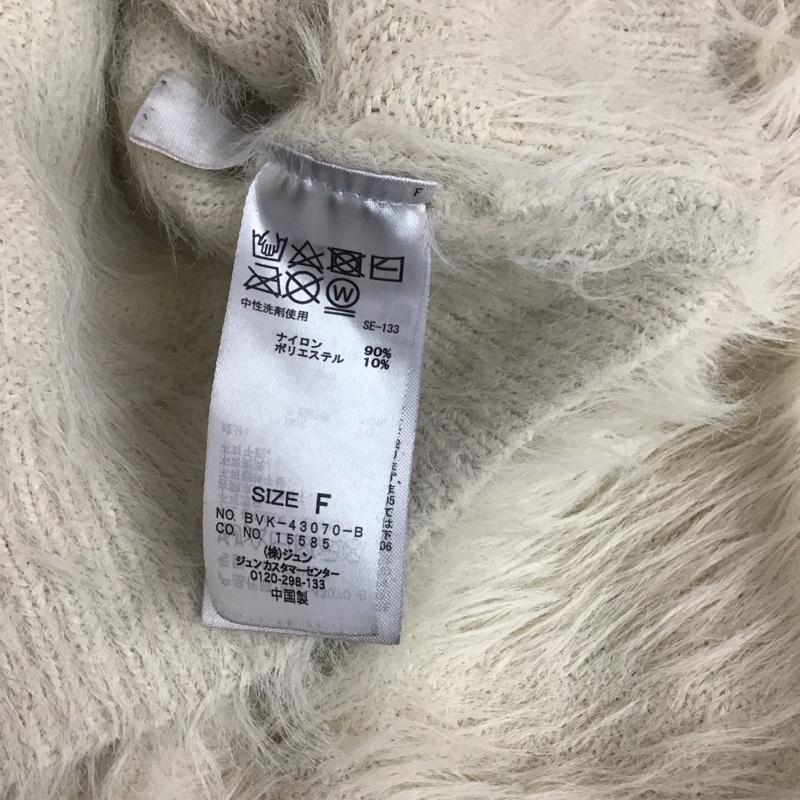 F
W
中性洗剤使用
SE-133
ナイロン 90%
ポリエステル 10%
SIZE F
NO. BVK-43070-B
CO. NO. 15585
(株)ジュン
ジュンカスタマーセンター
0120-298-133
中国製